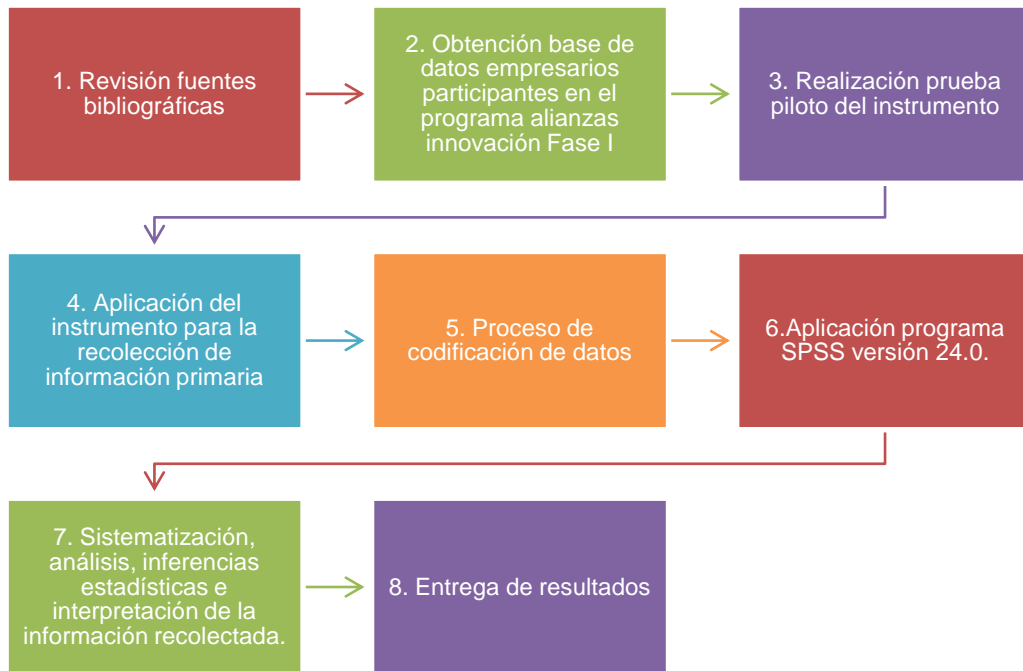 1. Revisión fuentes
bibliográficas
2. Obtención base de
datos empresarios
participantes en el
programa alianzas
innovación Fase I
3. Realización prueba
piloto del instrumento
4. Aplicación del
instrumento para la
recolección de
información primaria
5. Proceso de
codificación de datos
6.Aplicación programa
SPSS versión 24.0.
7. Sistematización,
análisis, inferencias
estadísticas e
interpretación de la
información recolectada.
8. Entrega de resultados